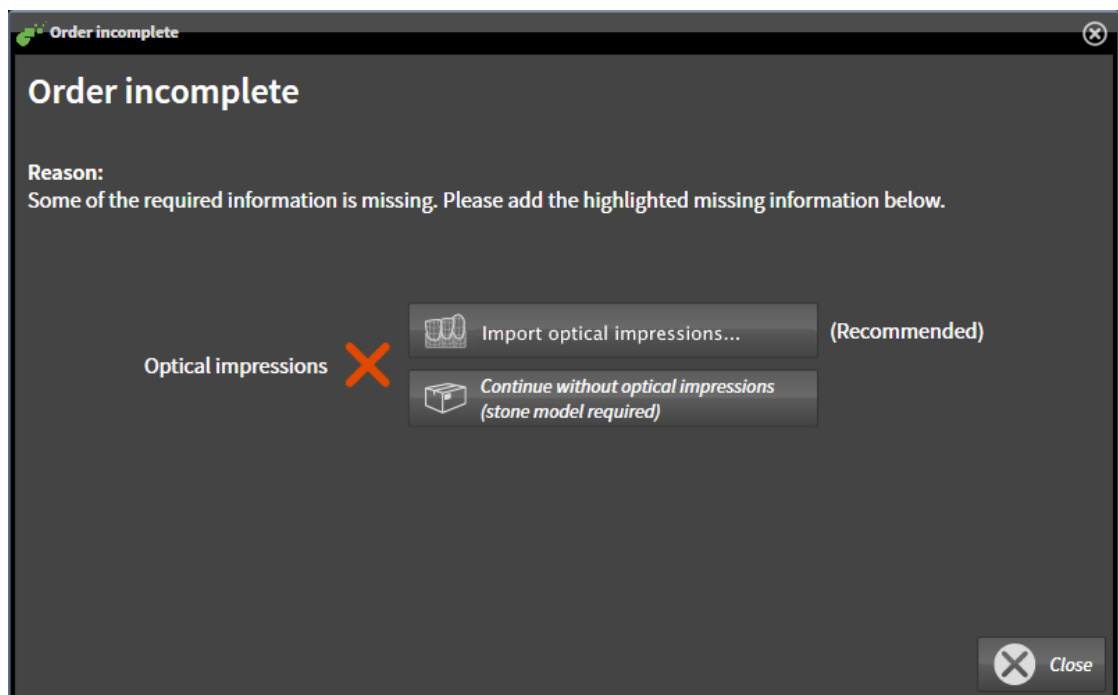 Order incomplete
Order incomplete
Reason:
Some of the required information is missing. Please add the highlighted missing information below.
Import optical impressions...
(Recommended)
Optical impressions
Continue without optical impressions
(stone model required)
Close